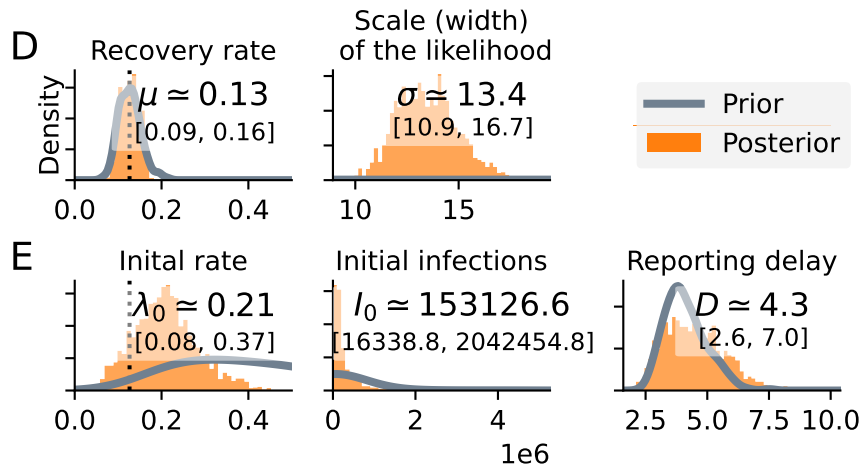 D
Recovery rate
Density
μ ≃ 0.13
[0.09, 0.16]
0.0 0.2 0.4
Scale (width)
of the likelihood
σ ≃ 13.4
[10.9, 16.7]
10 15
Prior
Posterior
E
Inital rate
λ₀ ≃ 0.21
[0.08, 0.37]
0.0 0.2 0.4
Initial infections
I₀ ≃ 153126.6
[16338.8, 2042454.8]
0 2 4
1e6
Reporting delay
D ≃ 4.3
[2.6, 7.0]
2.5 5.0 7.5 10.0